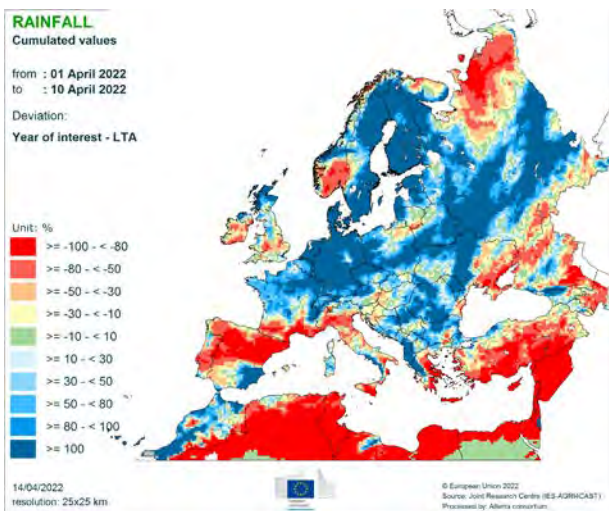 RAINFALL
Cumulated values
from : 01 April 2022
to : 10 April 2022
Deviation:
Year of interest - LTA
Unit: %
>= -100 - < -80
>= -80 - < -50
>= -50 - < -30
>= -30 - < -10
>= -10 - < 10
>= 10 - < 30
>= 30 - < 50
>= 50 - < 80
>= 80 - < 100
>= 100
14/04/2022
resolution: 25x25 km
© European Union 2022
Source: Joint Research Centre (IES-AGRI4CAST)
Processed by: Alterra consortium